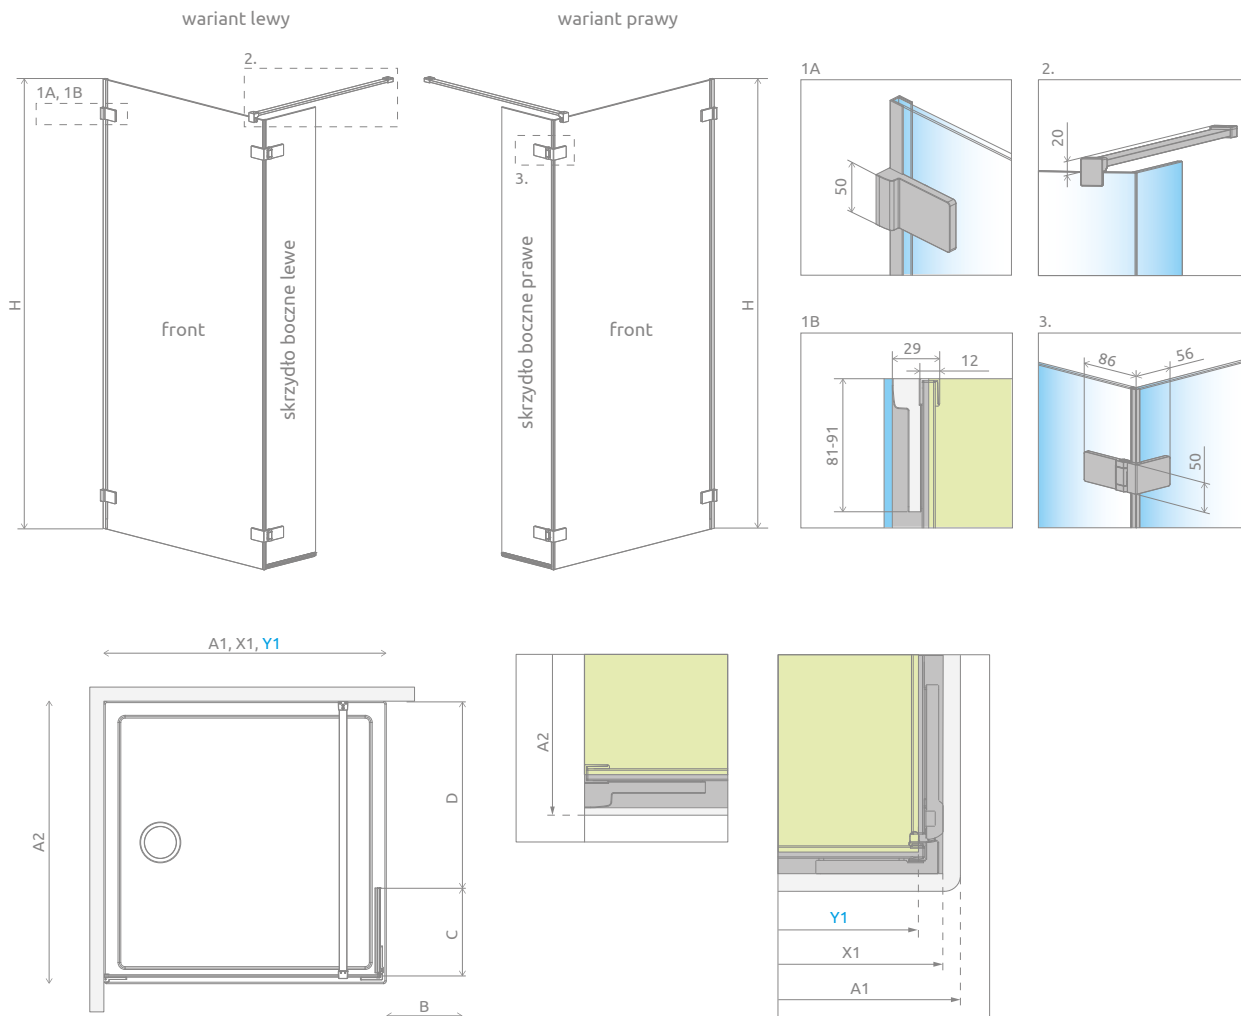 wariant lewy
wariant prawy
2.
1A, 1B
H
front
skrzydło boczne lewe
3.
skrzydło boczne prawe
front
H
1A
50
2.
20
1B
29
12
81-91
3.
86
56
50
A1, X1, Y1
A2
D
C
B
A2
Y1
X1
A1